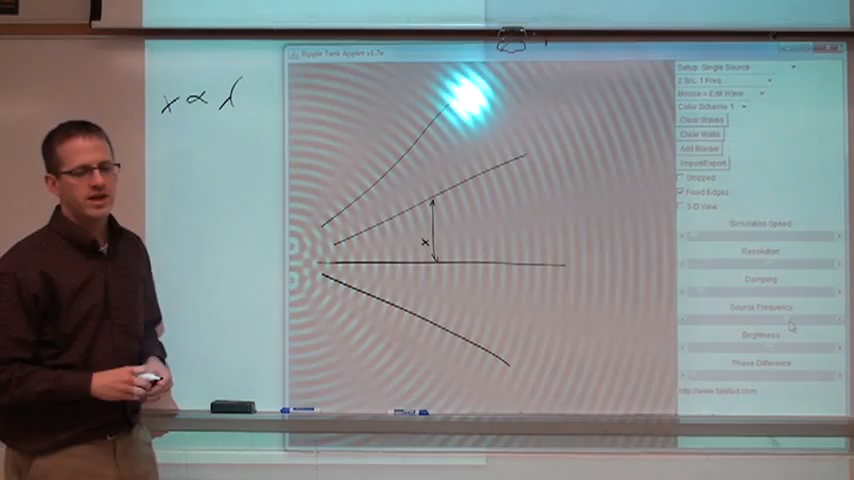 Ripple Tank Applet v1.7e
x ∝ λ
x
Setup: Single Source
2 Src, 1 Freq
Mouse = Edit Wave
Color Scheme 1
Clear Waves
Clear Walls
Add Border
Import/Export
Stopped
Fixed Edges
3-D View
Simulation Speed
Resolution
Damping
Source Frequency
Brightness
Phase Difference
http://www.falstad.com